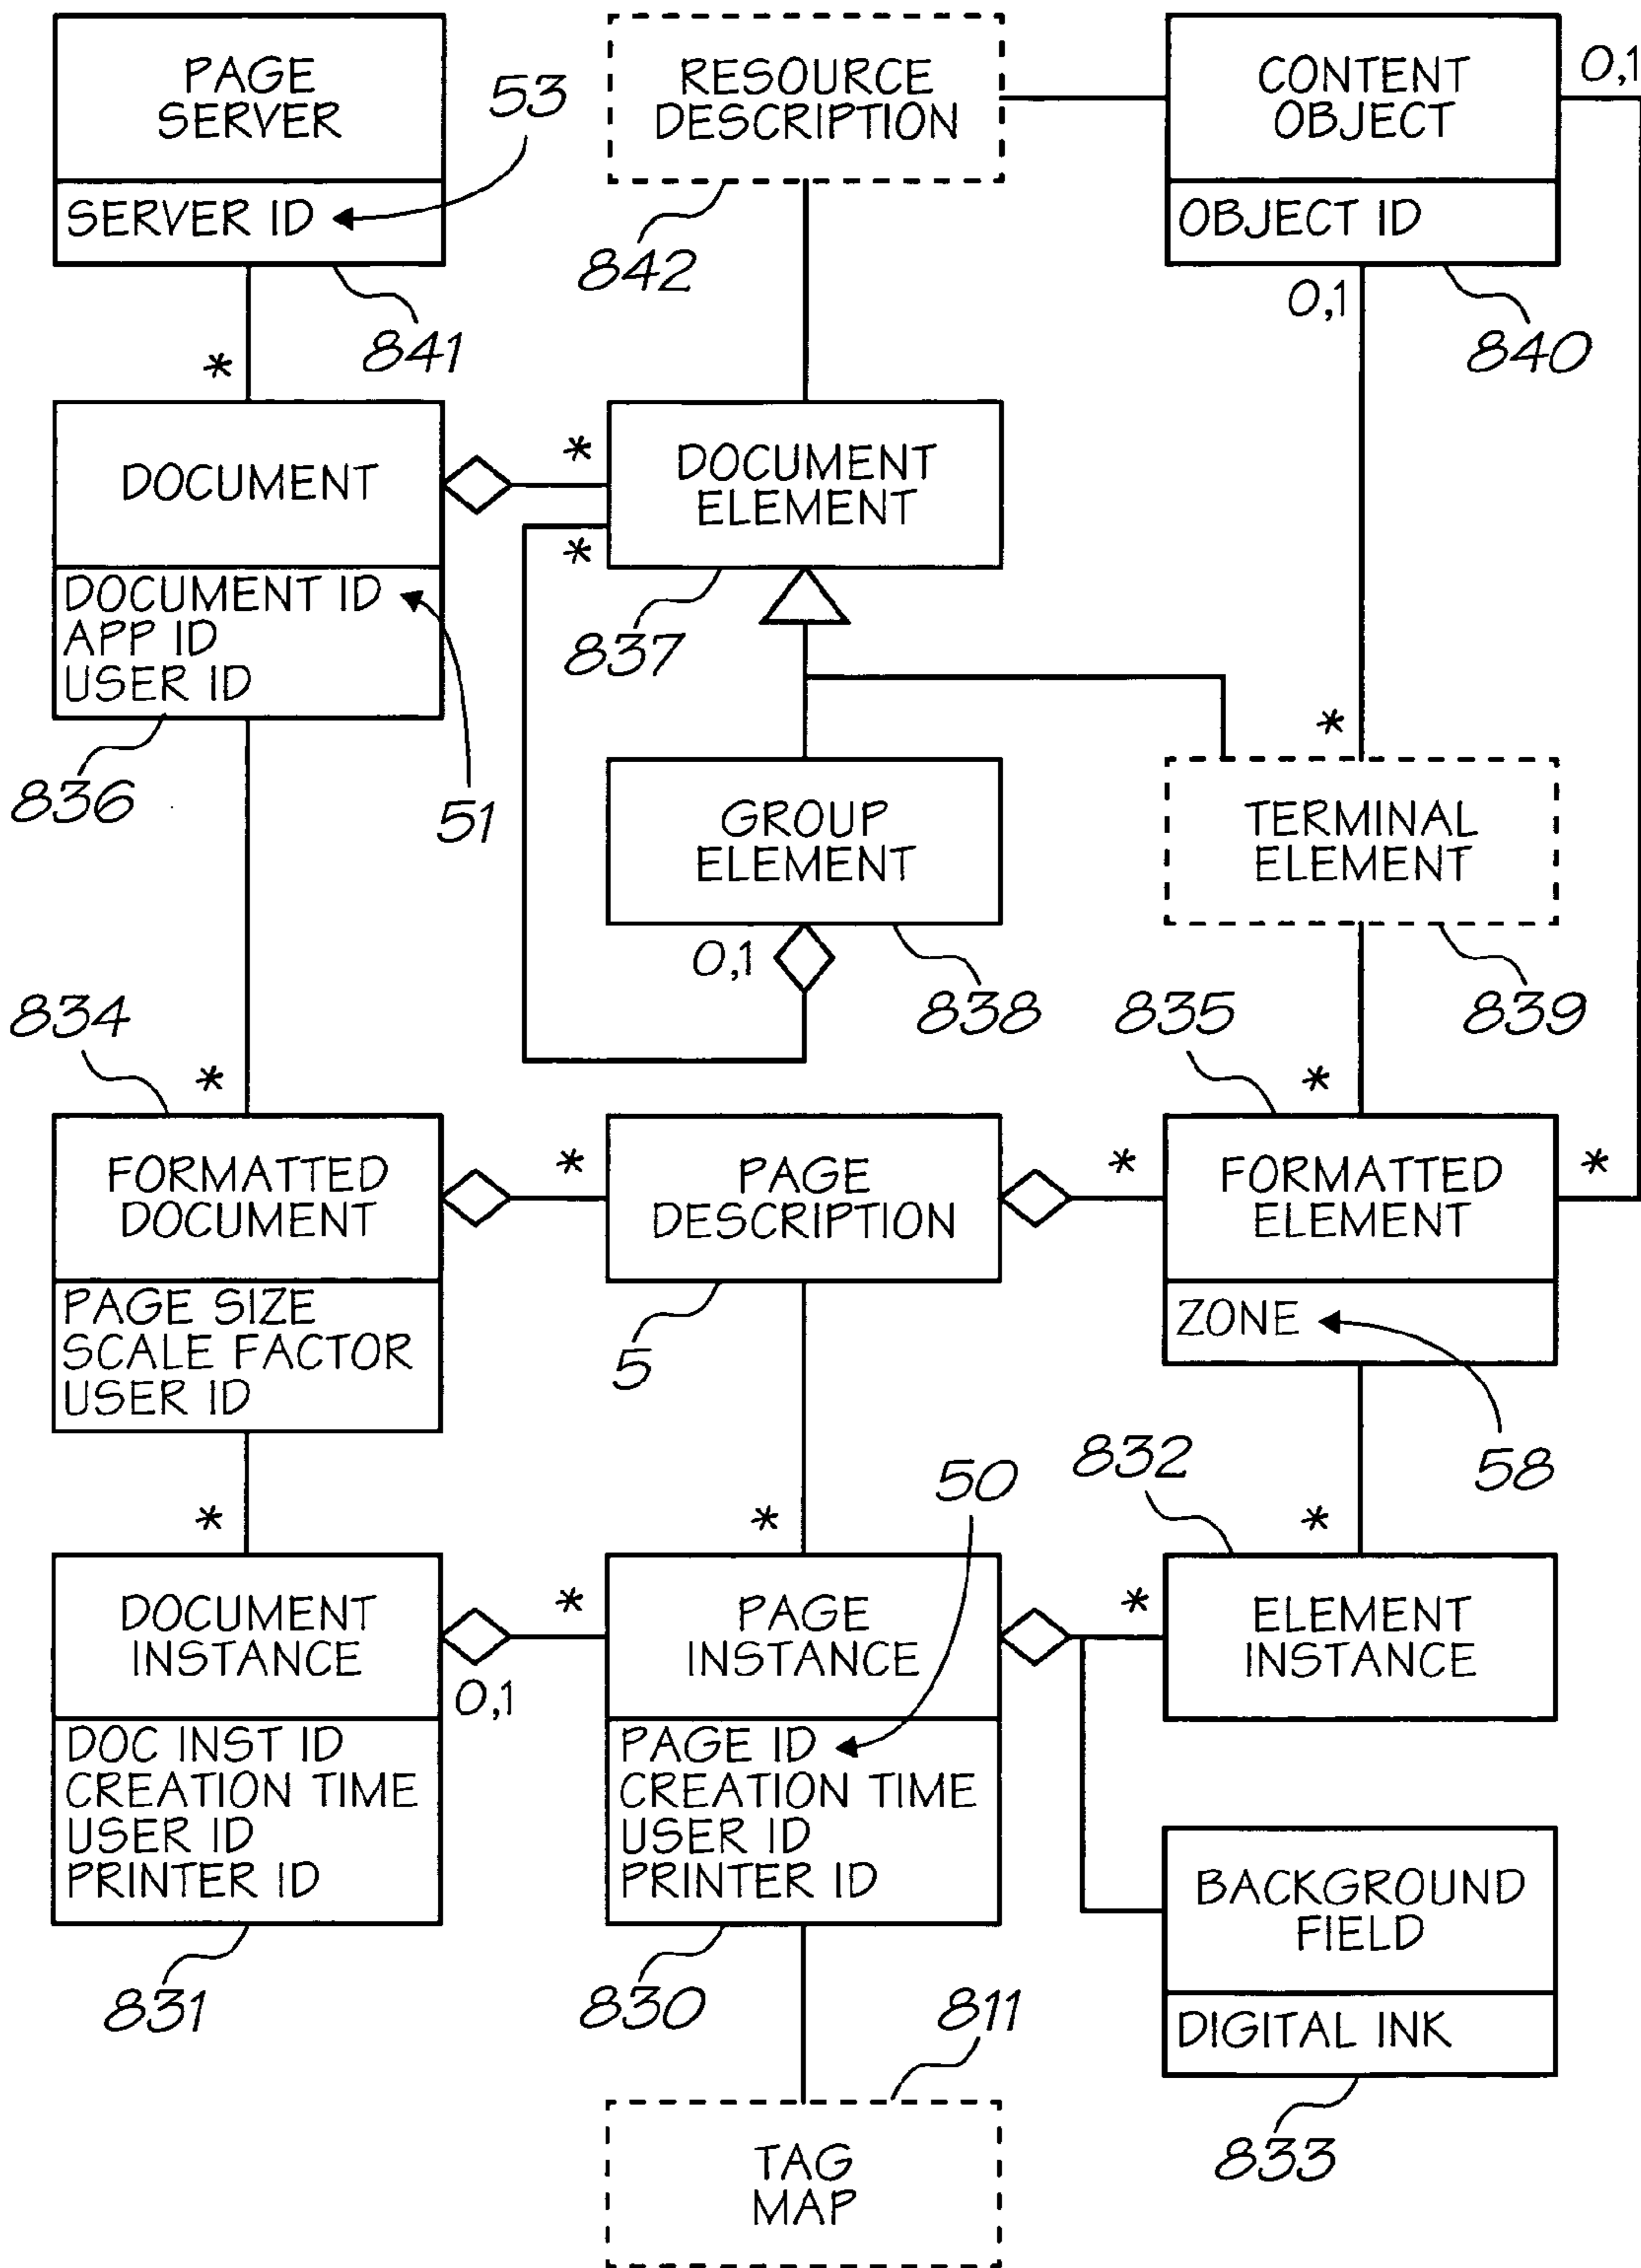 PAGE
SERVER
SERVER ID
53
841
*
RESOURCE
DESCRIPTION
842
CONTENT
OBJECT
OBJECT ID
0,1
0,1
840
DOCUMENT
DOCUMENT ID
APP ID
USER ID
836
51
*
*
DOCUMENT
ELEMENT
837
GROUP
ELEMENT
0,1
838
*
TERMINAL
ELEMENT
839
834
*
FORMATTED
DOCUMENT
PAGE SIZE
SCALE FACTOR
USER ID
*
PAGE
DESCRIPTION
5
835
*
*
FORMATTED
ELEMENT
*
ZONE
58
*
DOCUMENT
INSTANCE
0,1
DOC INST ID
CREATION TIME
USER ID
PRINTER ID
831
*
*
50
PAGE
INSTANCE
PAGE ID
CREATION TIME
USER ID
PRINTER ID
830
832
*
*
ELEMENT
INSTANCE
BACKGROUND
FIELD
DIGITAL INK
833
811
TAG
MAP